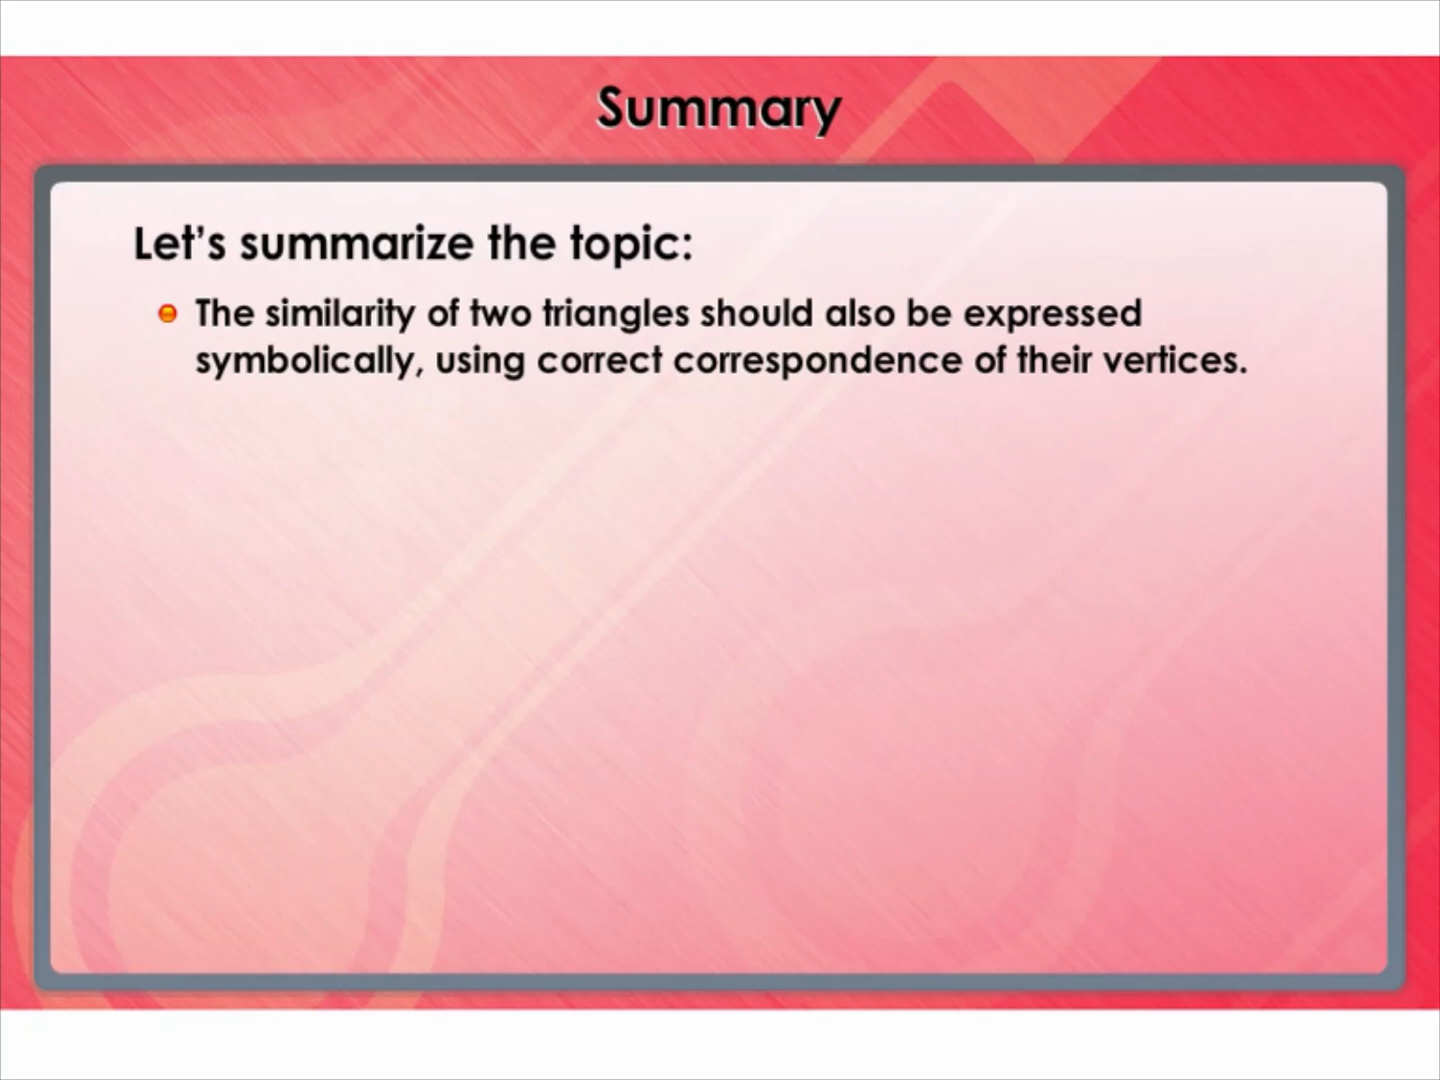 Summary
Let's summarize the topic:
The similarity of two triangles should also be expressed
symbolically, using correct correspondence of their vertices.